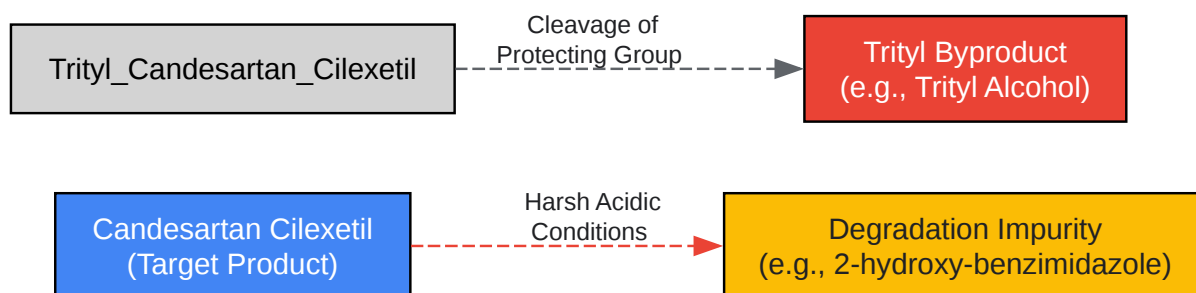 Trityl_Candesartan_Cilexetil
Cleavage of
Protecting Group
Trityl Byproduct
(e.g., Trityl Alcohol)
Candesartan Cilexetil
(Target Product)
Harsh Acidic
Conditions
Degradation Impurity
(e.g., 2-hydroxy-benzimidazole)